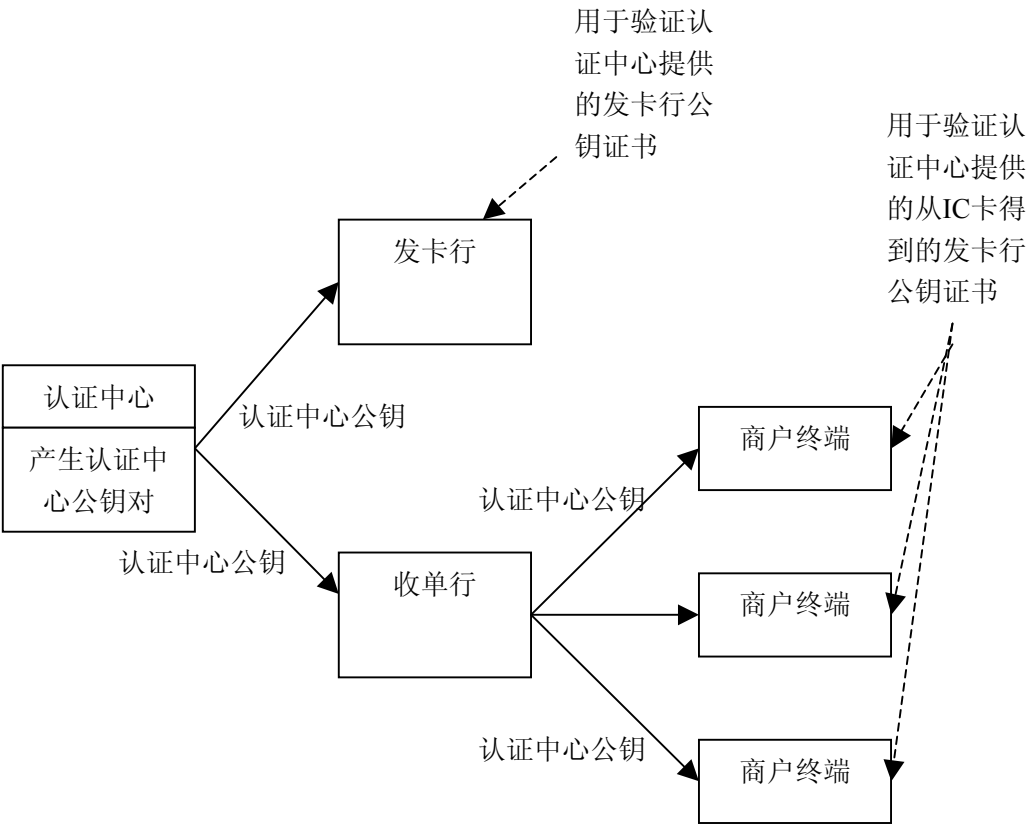 用于验证认
证中心提供
的发卡行公
钥证书
用于验证认
证中心提供
的从IC卡得
到的发卡行
公钥证书
发卡行
认证中心
产生认证中
心公钥对
认证中心公钥
商户终端
认证中心公钥
认证中心公钥
收单行
商户终端
认证中心公钥
商户终端